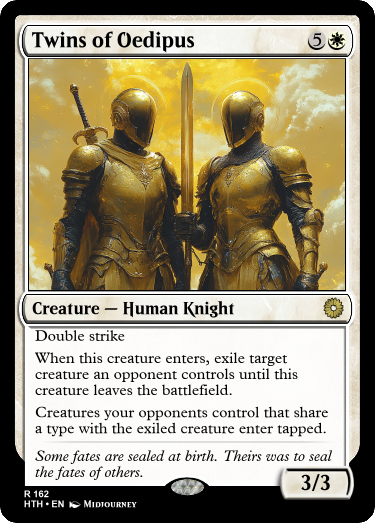 Twins of Oedipus 5
Creature — Human Knight
Double strike
When this creature enters, exile target
creature an opponent controls until this
creature leaves the battlefield.
Creatures your opponents control that share
a type with the exiled creature enter tapped.
Some fates are sealed at birth. Theirs was to seal
the fates of others.
3/3
R 162
HTH • EN Midjourney